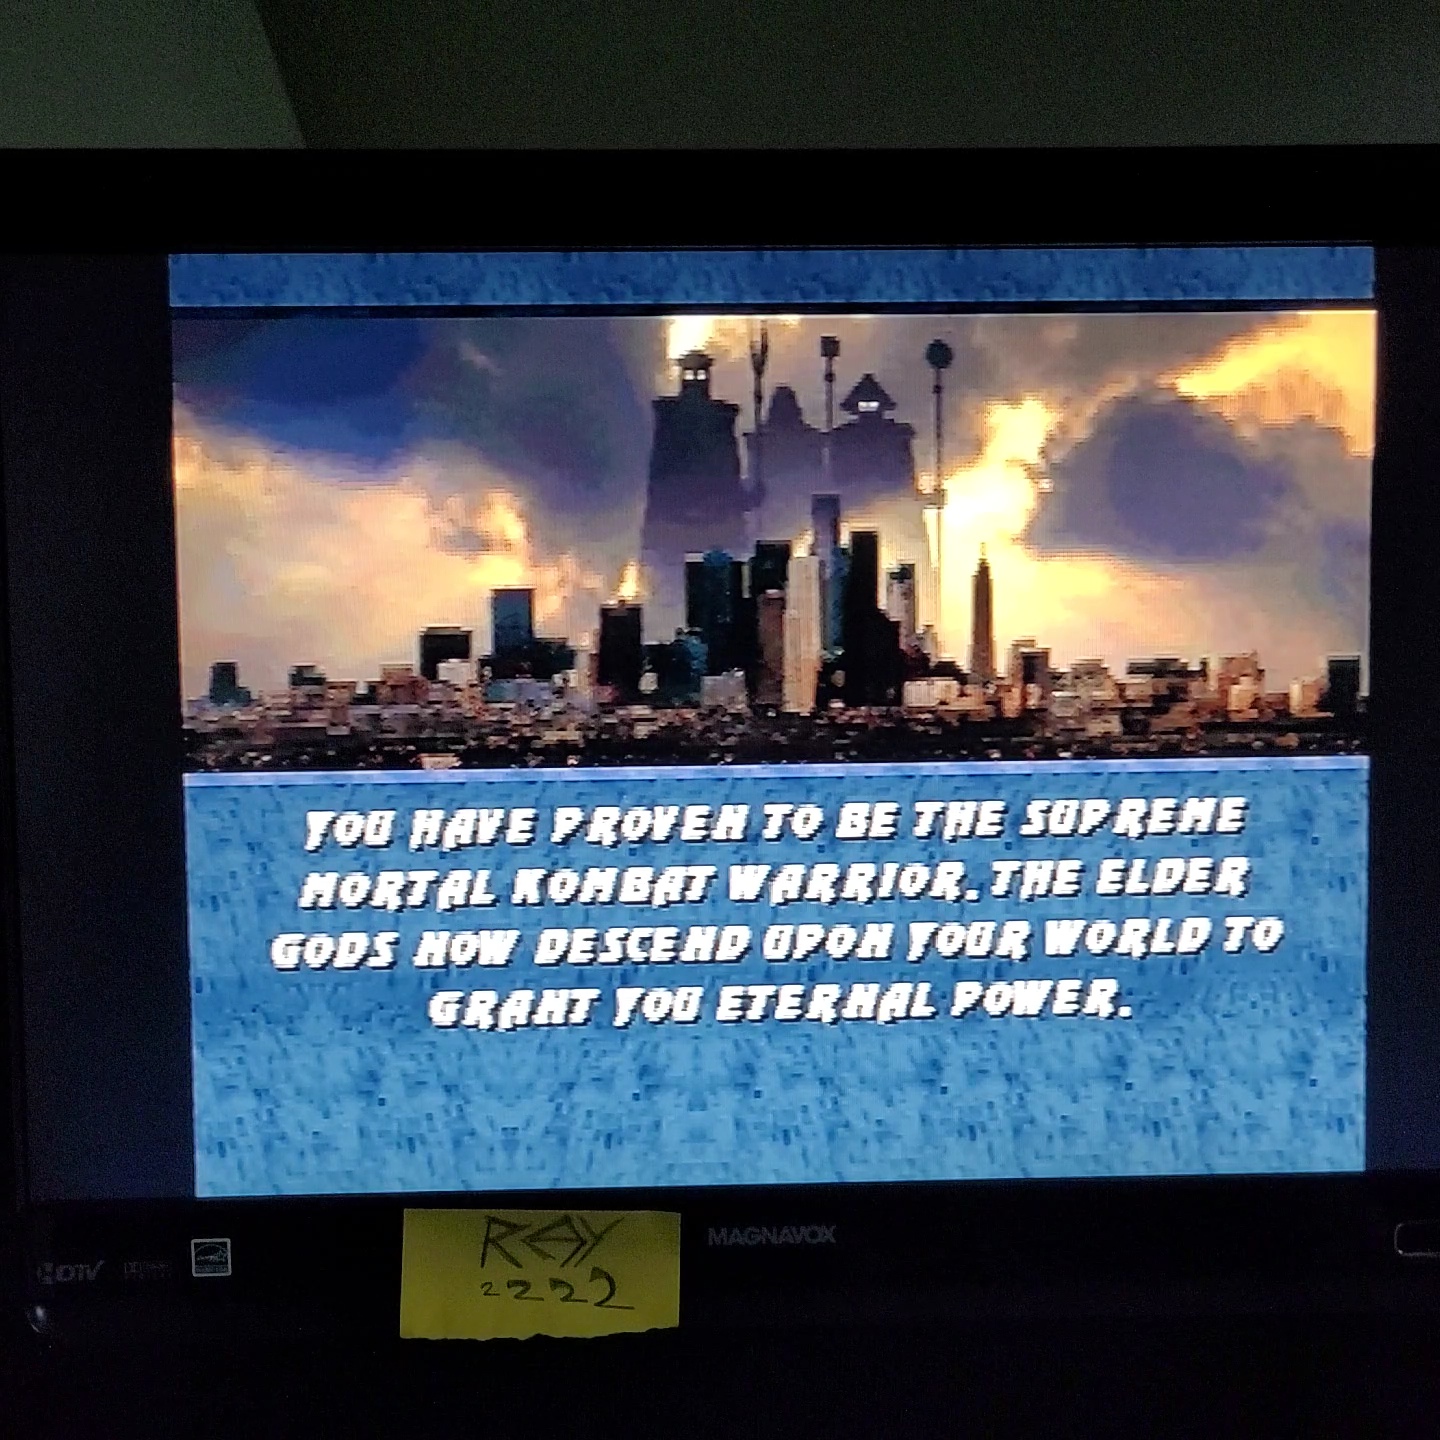 YOU HAVE PROVEN TO BE THE SUPREME
MORTAL KOMBAT WARRIOR. THE ELDER
GODS NOW DESCEND UPON YOUR WORLD TO
GRANT YOU ETERNAL POWER.
RAY
2222
MAGNAVOX
HDTV